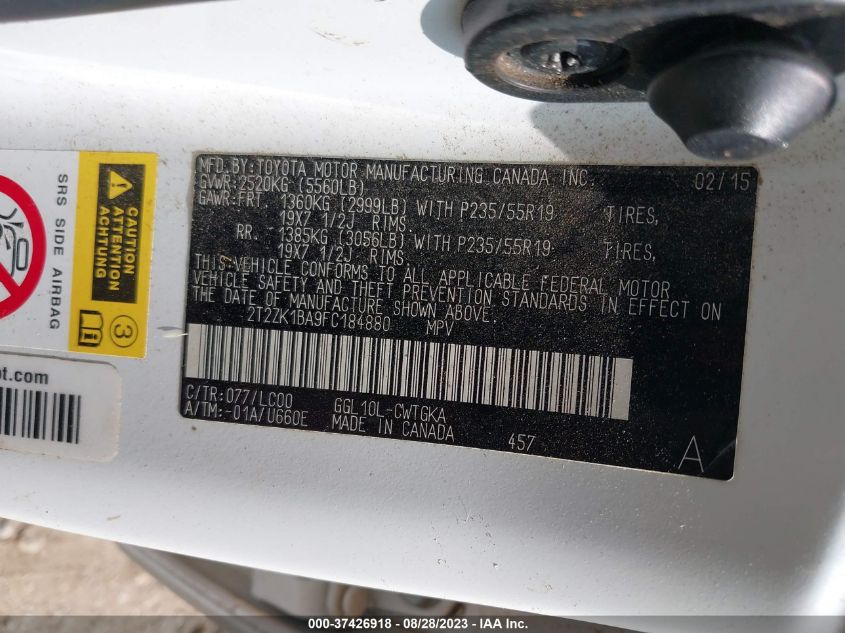 MFD. BY: TOYOTA MOTOR MANUFACTURING CANADA INC. 02/15
GVWR: 2520KG (5560LB)
GAWR: FRT. 1360KG (2999LB) WITH P235/55R19 TIRES,
19X7 1/2J RIMS.
RR. 1385KG (3056LB) WITH P235/55R19 TIRES,
19X7 1/2J RIMS.
THIS VEHICLE CONFORMS TO ALL APPLICABLE FEDERAL MOTOR
VEHICLE SAFETY AND THEFT PREVENTION STANDARDS IN EFFECT ON
THE DATE OF MANUFACTURE SHOWN ABOVE.
2T2ZK1BA9FC184880 MPV
C/TR: 077/LC00 GGL10L-CWTGKA
A/TM: -01A/U660E MADE IN CANADA 457 A
SRS SIDE AIRBAG
CAUTION
ATTENTION
ACHTUNG
3
pt.com
000-37426918 - 08/28/2023 - IAAI.COM